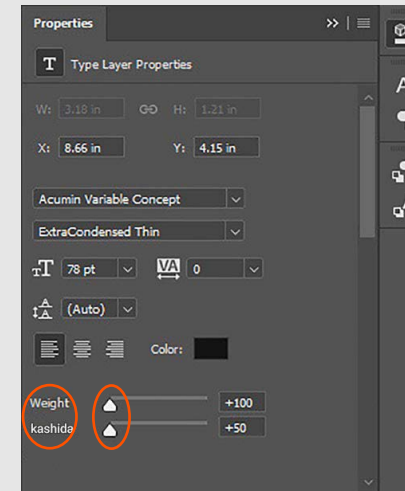 Properties
T Type Layer Properties
W: 3.18 in H: 1.21 in
X: 8.66 in Y: 4.15 in
Acumin Variable Concept
ExtraCondensed Thin
78 pt VA 0
(Auto)
Color:
Weight +100
kashida +50